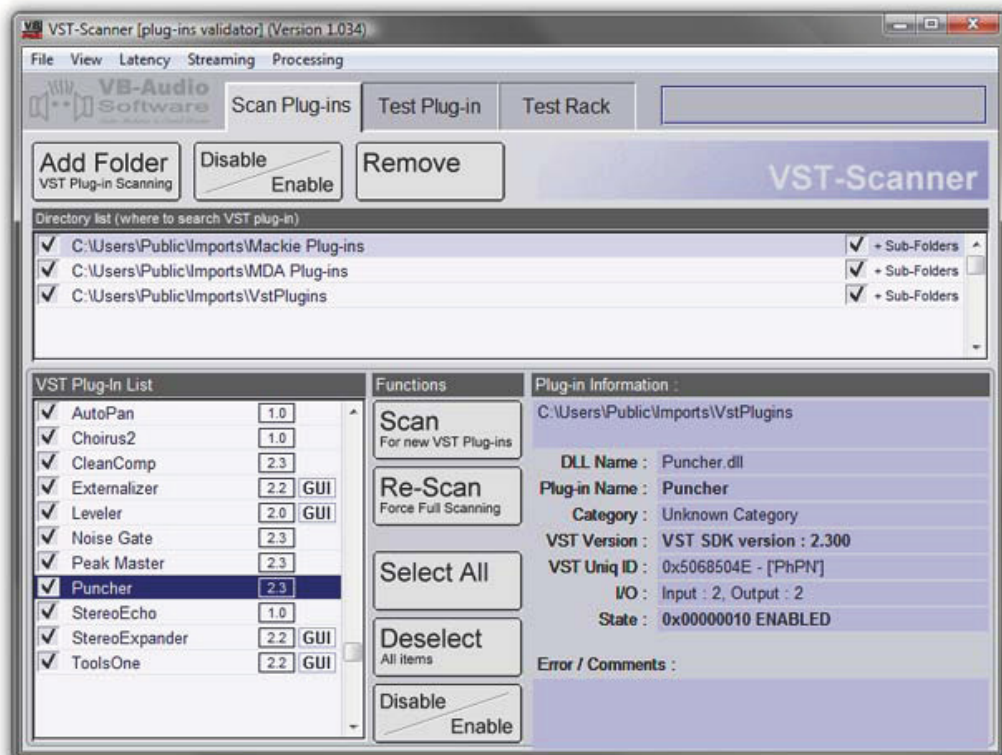 VST-Scanner [plug-ins validator] (Version 1.034)
File View Latency Streaming Processing
VB-Audio
Software
Scan Plug-ins Test Plug-in Test Rack
Add Folder
VST Plug-in Scanning
Disable
Enable
Remove
VST-Scanner
Directory list (where to search VST plug-in)
C:\Users\Public\Imports\Mackie Plug-ins + Sub-Folders
C:\Users\Public\Imports\MDA Plug-ins + Sub-Folders
C:\Users\Public\Imports\VstPlugins + Sub-Folders
VST Plug-In List
AutoPan 1.0
Choirus2 1.0
CleanComp 2.3
Externalizer 2.2 GUI
Leveler 2.0 GUI
Noise Gate 2.3
Peak Master 2.3
Puncher 2.3
StereoEcho 1.0
StereoExpander 2.2 GUI
ToolsOne 2.2 GUI
Functions
Scan
For new VST Plug-ins
Re-Scan
Force Full Scanning
Select All
Deselect
All items
Disable
Enable
Plug-in Information :
C:\Users\Public\Imports\VstPlugins
DLL Name : Puncher.dll
Plug-in Name : Puncher
Category : Unknown Category
VST Version : VST SDK version : 2.300
VST Uniq ID : 0x5068504E - ['PhPN']
I/O : Input : 2, Output : 2
State : 0x00000010 ENABLED
Error / Comments :